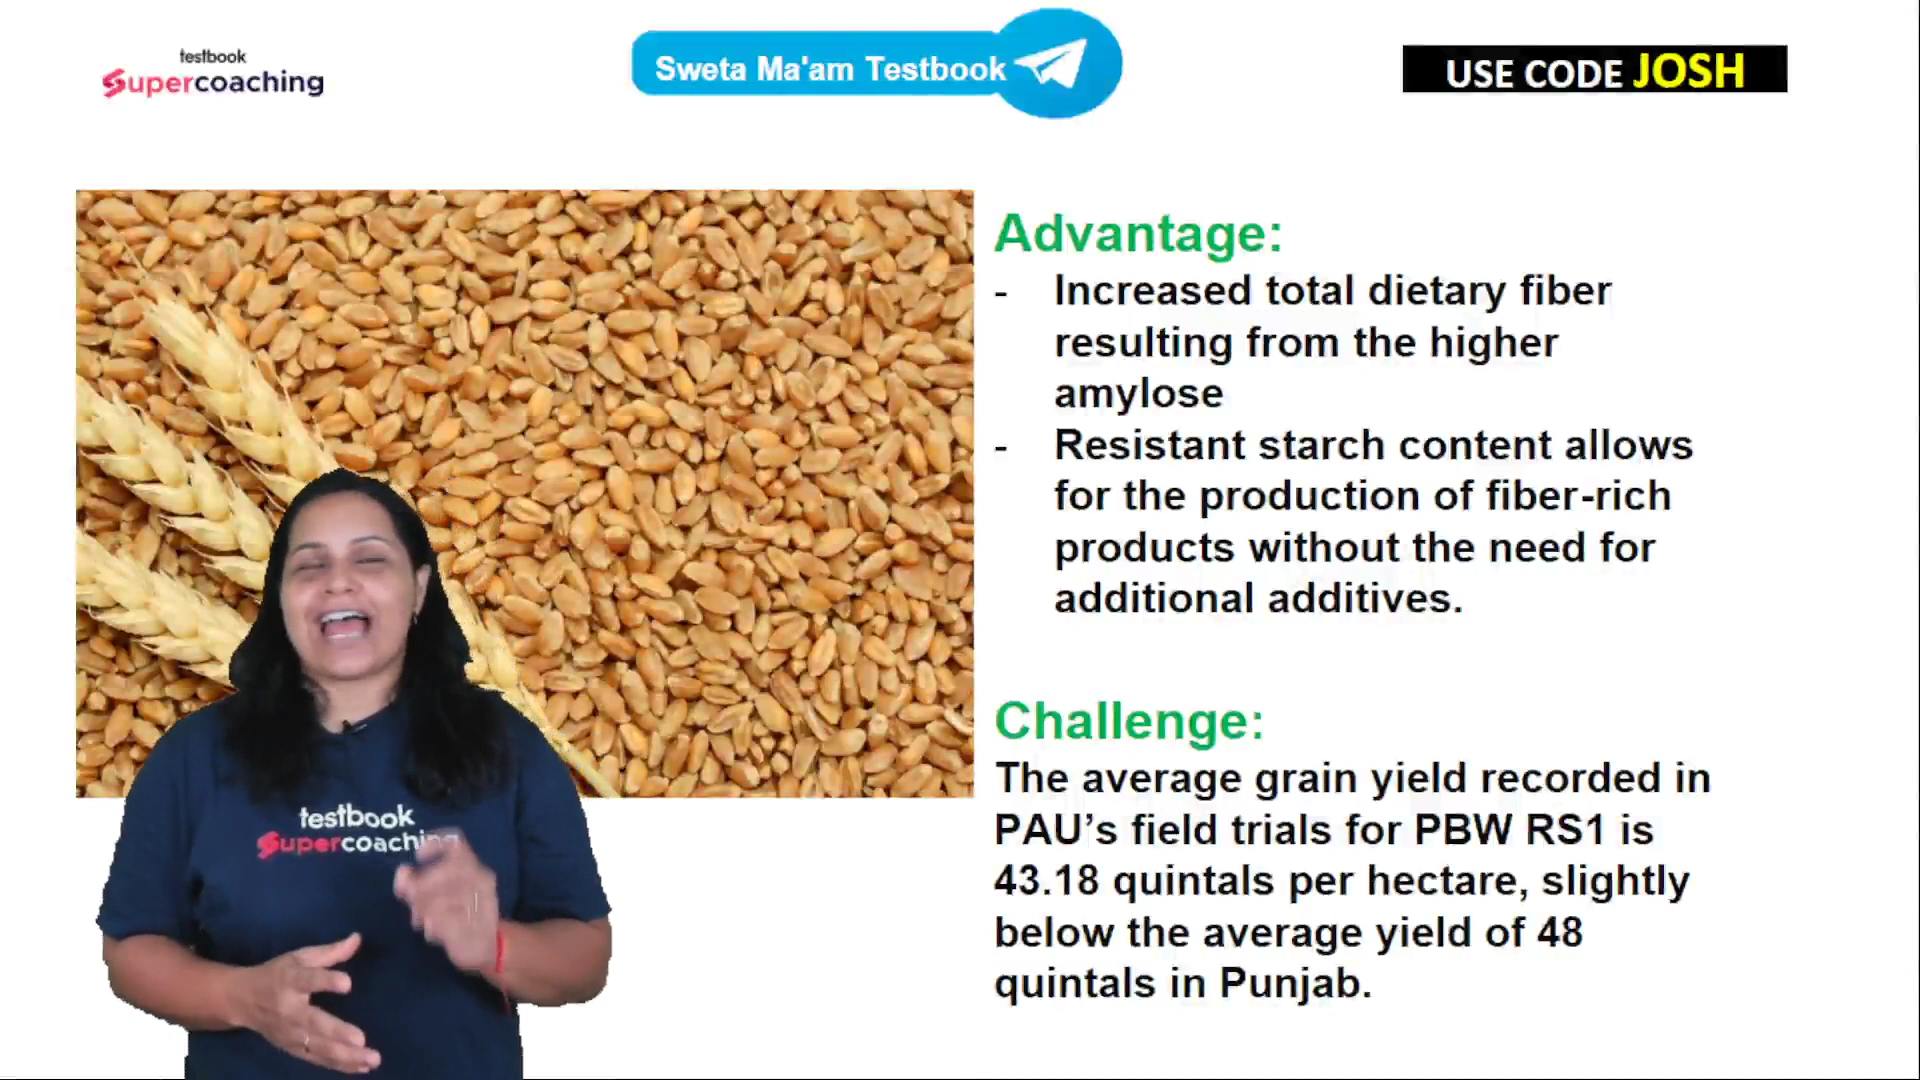 testbook
Supercoaching
Sweta Ma'am Testbook
USE CODE JOSH
Advantage:
- Increased total dietary fiber
resulting from the higher
amylose
- Resistant starch content allows
for the production of fiber-rich
products without the need for
additional additives.
Challenge:
The average grain yield recorded in
PAU’s field trials for PBW RS1 is
43.18 quintals per hectare, slightly
below the average yield of 48
quintals in Punjab.
testbook
Supercoaching